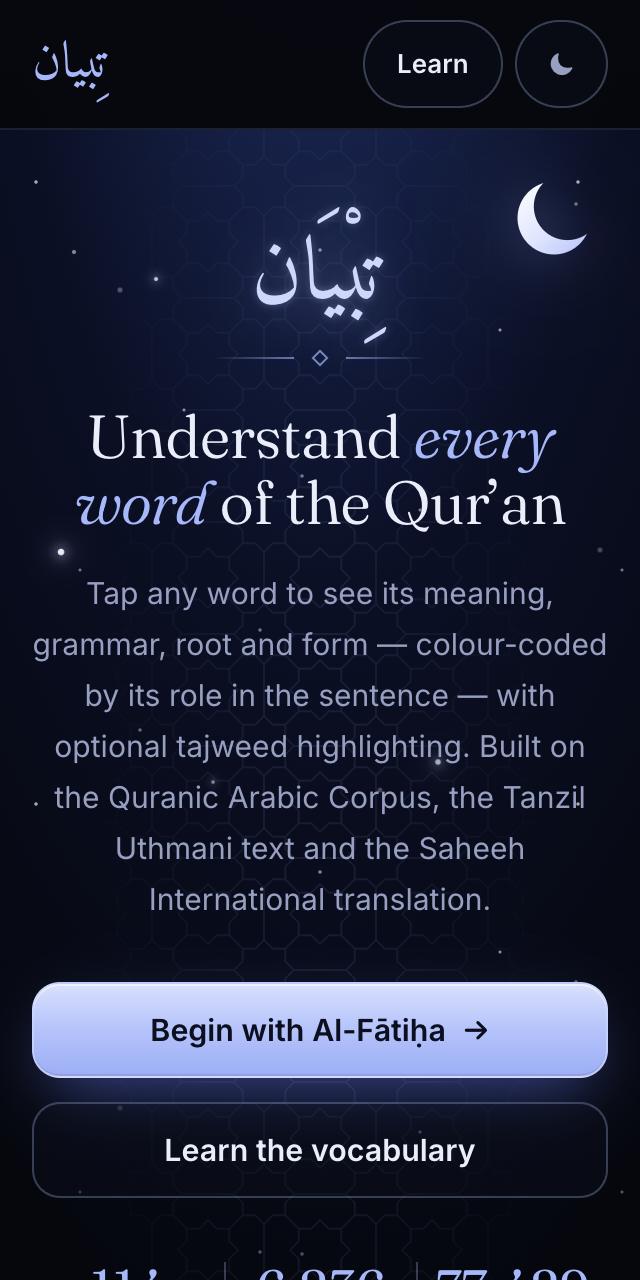 تِبيان
Learn
تِبْيَان
Understand every
word of the Qur’an
Tap any word to see its meaning,
grammar, root and form — colour-coded
by its role in the sentence — with
optional tajweed highlighting. Built on
the Quranic Arabic Corpus, the Tanzil
Uthmani text and the Saheeh
International translation.
Begin with Al-Fātiḥa →
Learn the vocabulary